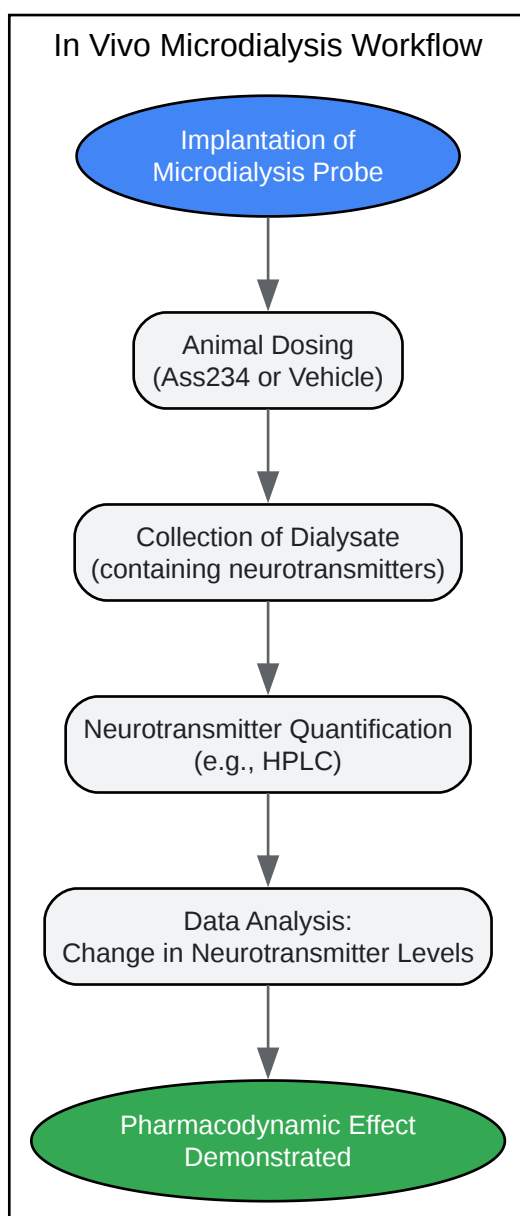 In Vivo Microdialysis Workflow
Implantation of
Microdialysis Probe
Animal Dosing
(Ass234 or Vehicle)
Collection of Dialysate
(containing neurotransmitters)
Neurotransmitter Quantification
(e.g., HPLC)
Data Analysis:
Change in Neurotransmitter Levels
Pharmacodynamic Effect
Demonstrated